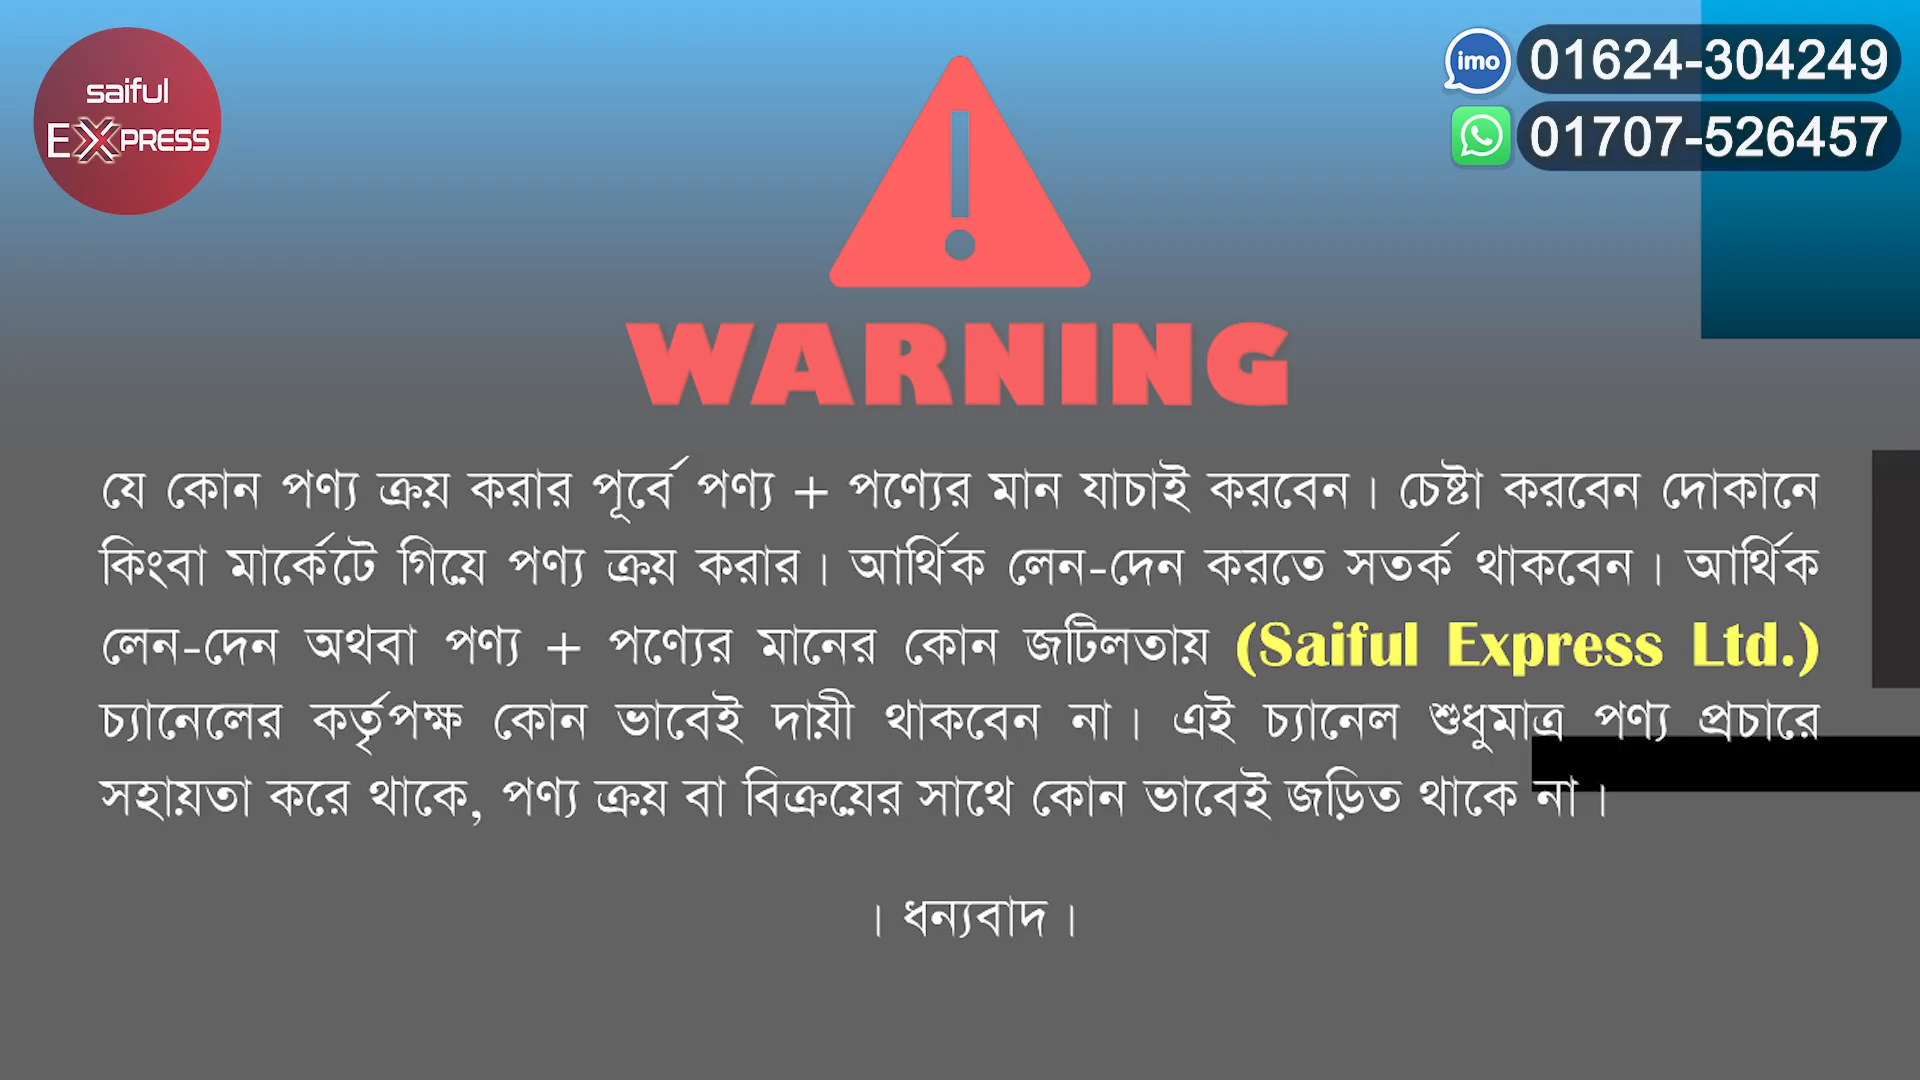 saiful
EXPRESS
imo 01624-304249
01707-526457
WARNING
যে কোন পণ্য ক্রয় করার পূর্বে পণ্য + পণ্যের মান যাচাই করবেন। চেষ্টা করবেন দোকানে
কিংবা মার্কেটে গিয়ে পণ্য ক্রয় করার। আর্থিক লেন-দেন করতে সতর্ক থাকবেন। আর্থিক
লেন-দেন অথবা পণ্য + পণ্যের মানের কোন জটিলতায় (Saiful Express Ltd.)
চ্যানেলের কর্তৃপক্ষ কোন ভাবেই দায়ী থাকবেন না। এই চ্যানেল শুধুমাত্র পণ্য প্রচারে
সহায়তা করে থাকে, পণ্য ক্রয় বা বিক্রয়ের সাথে কোন ভাবেই জড়িত থাকে না।
। ধন্যবাদ ।